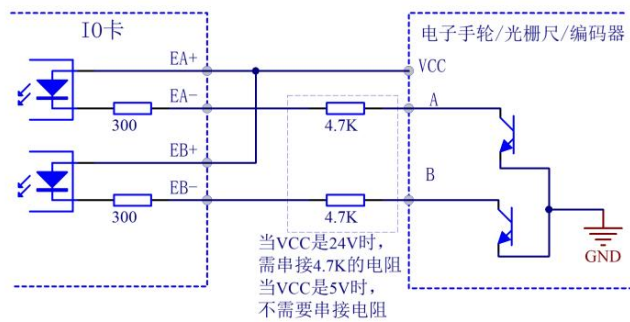 IO卡
电子手轮/光栅尺/编码器
EA+
VCC
EA-
A
300
4.7K
EB+
EB-
B
300
4.7K
当VCC是24V时，
需串接4.7K的电阻
当VCC是5V时，
不需要串接电阻
GND